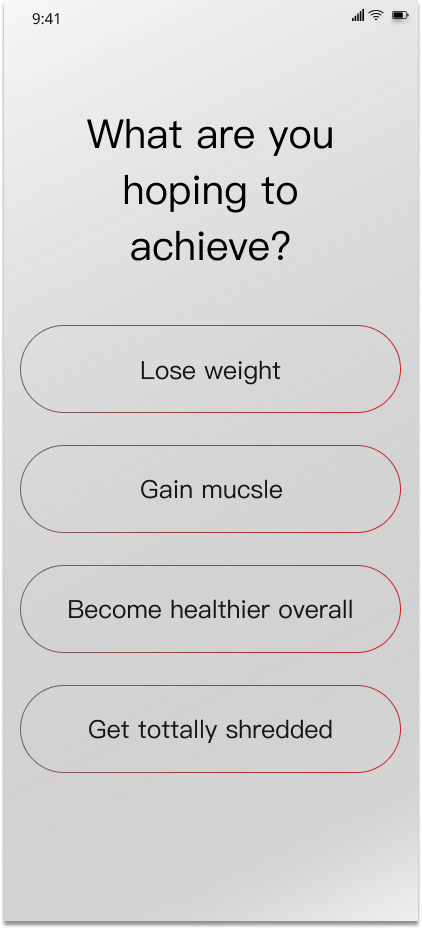 9:41
What are you
hoping to
achieve?
Lose weight
Gain mucsle
Become healthier overall
Get tottally shredded